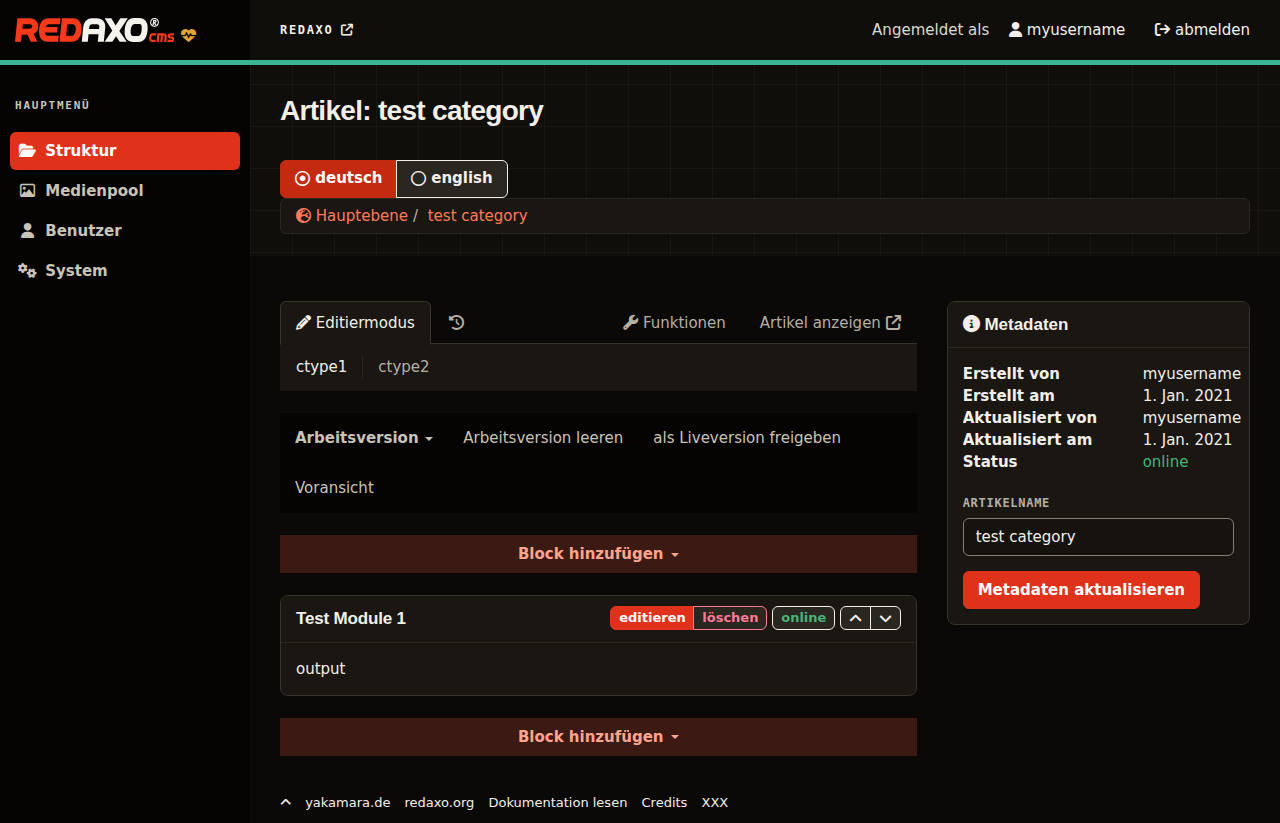 REDAXO® cms
REDAXO
Angemeldet als myusername abmelden
HAUPTMENÜ
Struktur
Medienpool
Benutzer
System
Artikel: test category
deutsch english
Hauptebene / test category
Editiermodus Funktionen Artikel anzeigen
ctype1 ctype2
Arbeitsversion Arbeitsversion leeren als Liveversion freigeben
Voransicht
Block hinzufügen
Test Module 1 editieren löschen online
output
Block hinzufügen
Metadaten
Erstellt von myusername
Erstellt am 1. Jan. 2021
Aktualisiert von myusername
Aktualisiert am 1. Jan. 2021
Status online
ARTIKELNAME
test category
Metadaten aktualisieren
yakamara.de redaxo.org Dokumentation lesen Credits XXX